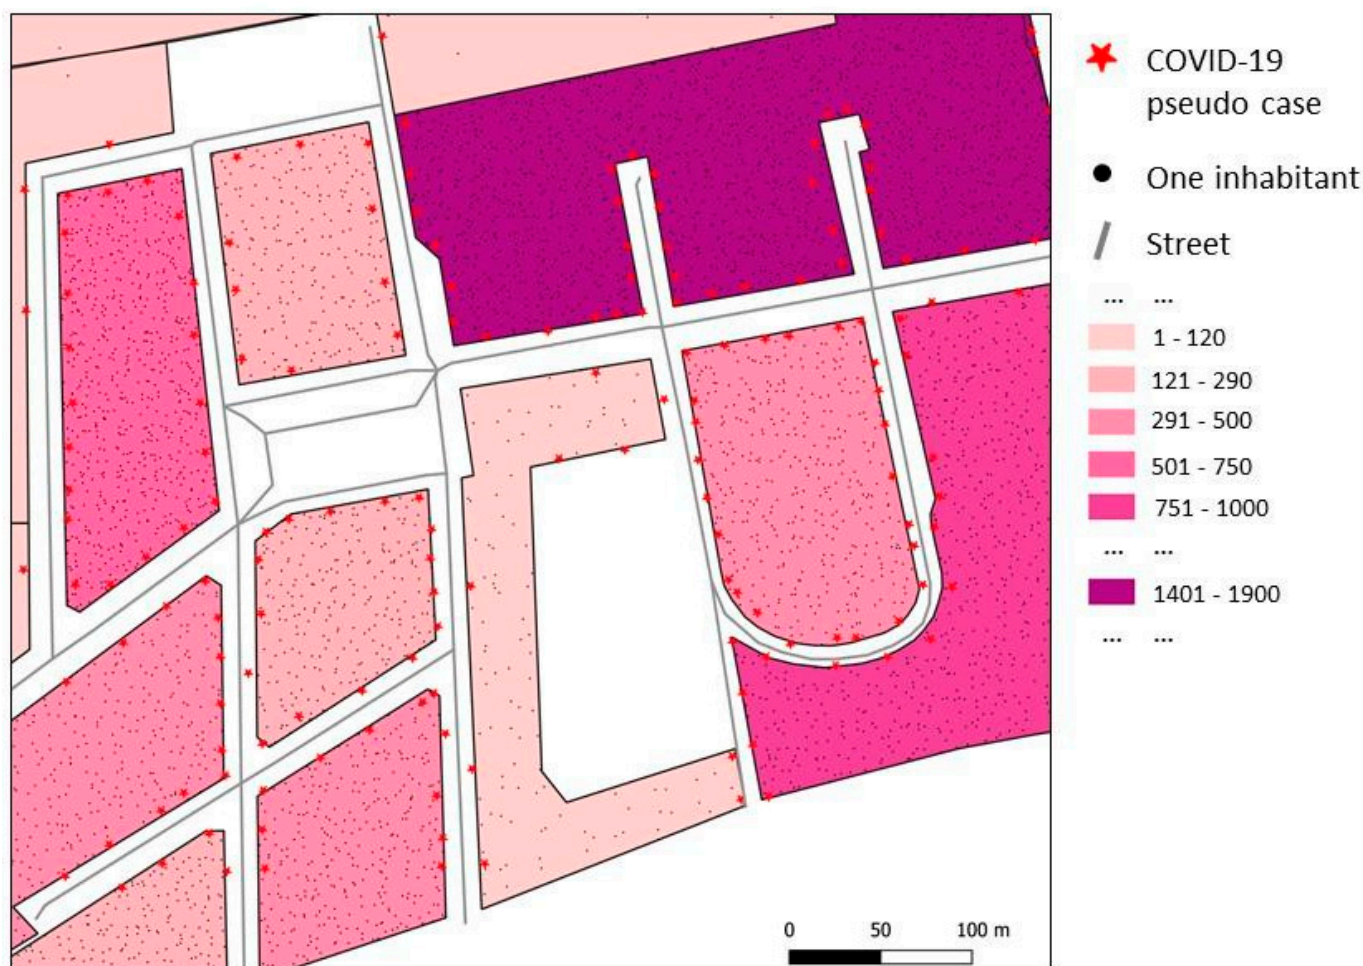 COVID-19
pseudo case
One inhabitant
Street
... ...
1 - 120
121 - 290
291 - 500
501 - 750
751 - 1000
... ...
1401 - 1900
... ...
0 50 100 m